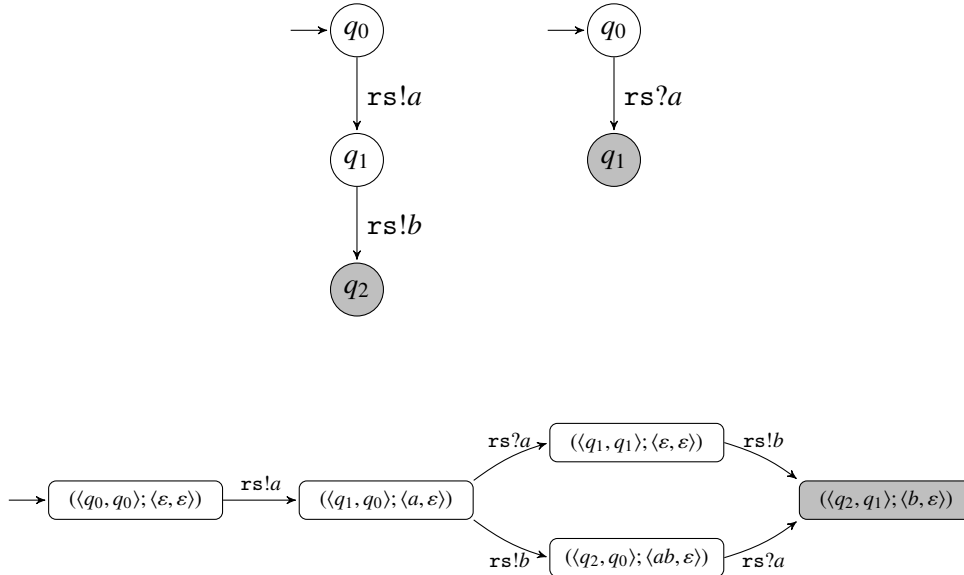 q0 q0
rs!a rs?a
q1 q1
rs!b
q2
rs?a (⟨q1, q1⟩; ⟨ε, ε⟩) rs!b
(⟨q0, q0⟩; ⟨ε, ε⟩) rs!a (⟨q1, q0⟩; ⟨a, ε⟩) (⟨q2, q1⟩; ⟨b, ε⟩)
rs!b (⟨q2, q0⟩; ⟨ab, ε⟩) rs?a